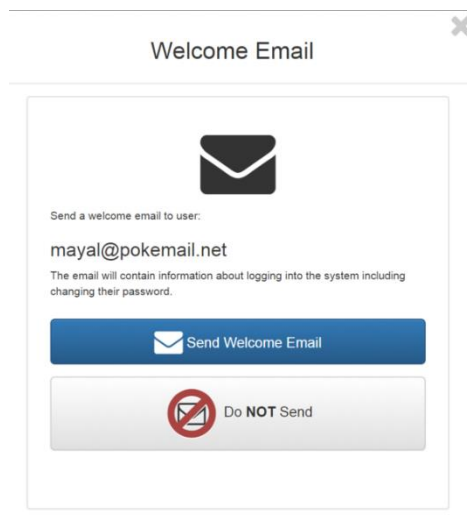 Welcome Email
Send a welcome email to user:
mayal@pokemail.net
The email will contain information about logging into the system including
changing their password.
Send Welcome Email
Do NOT Send